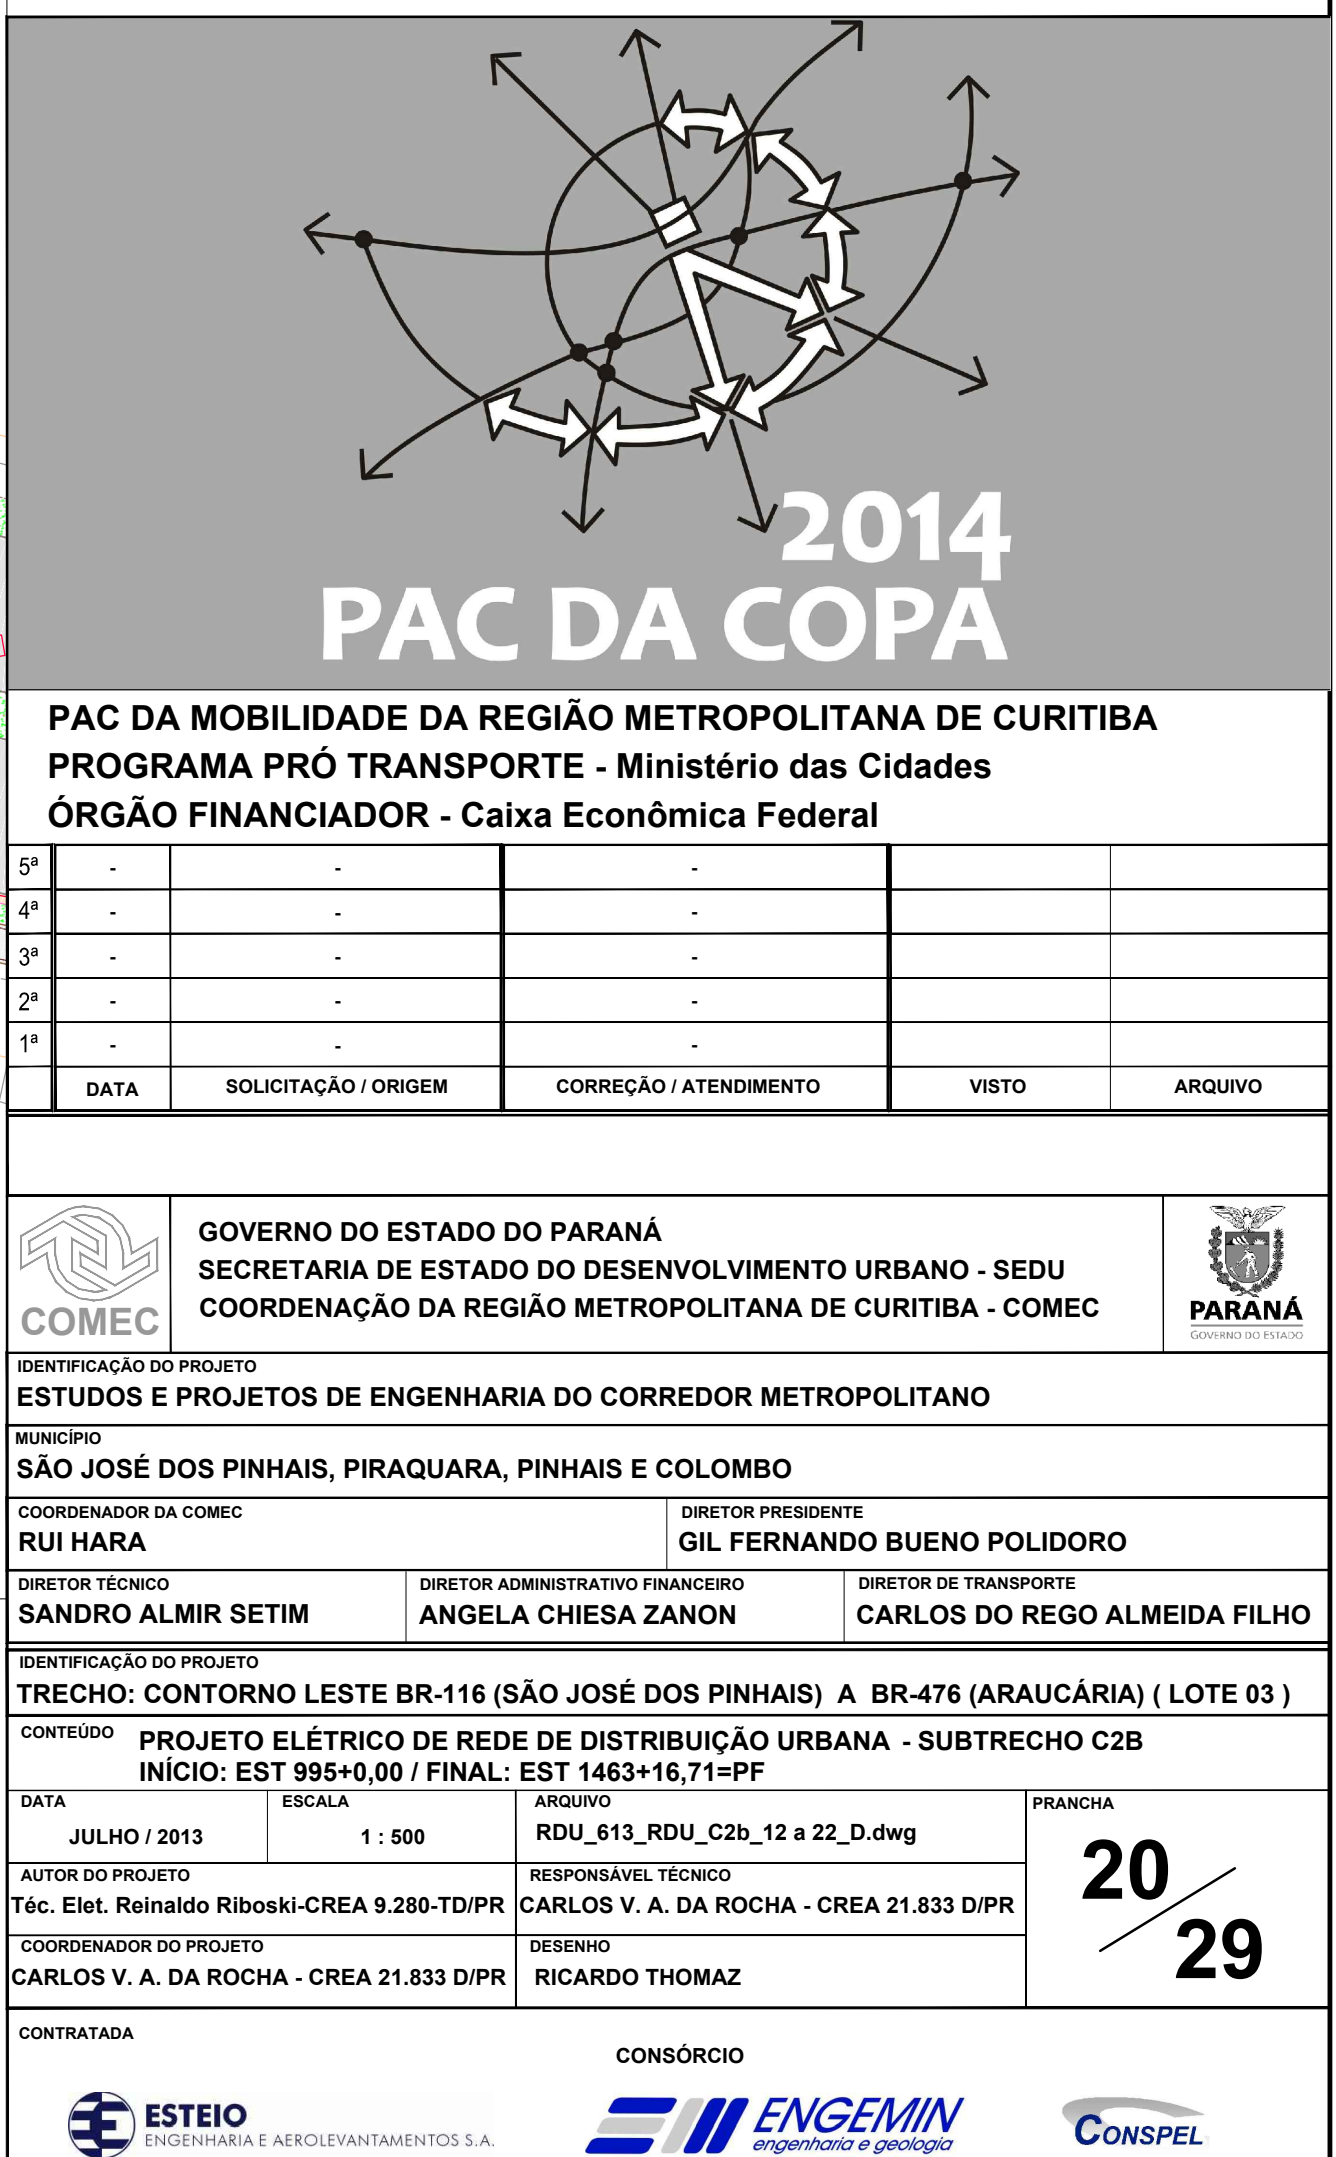 2014
PAC DA COPA
PAC DA MOBILIDADE DA REGIÃO METROPOLITANA DE CURITIBA
PROGRAMA PRÓ TRANSPORTE - Ministério das Cidades
ÓRGÃO FINANCIADOR - Caixa Econômica Federal
5ª - - -
4ª - - -
3ª - - -
2ª - - -
1ª - - -
DATA SOLICITAÇÃO / ORIGEM CORREÇÃO / ATENDIMENTO VISTO ARQUIVO
COMEC
GOVERNO DO ESTADO DO PARANÁ
SECRETARIA DE ESTADO DO DESENVOLVIMENTO URBANO - SEDU
COORDENAÇÃO DA REGIÃO METROPOLITANA DE CURITIBA - COMEC
PARANÁ
GOVERNO DO ESTADO
IDENTIFICAÇÃO DO PROJETO
ESTUDOS E PROJETOS DE ENGENHARIA DO CORREDOR METROPOLITANO
MUNICÍPIO
SÃO JOSÉ DOS PINHAIS, PIRAQUARA, PINHAIS E COLOMBO
COORDENADOR DA COMEC
RUI HARA
DIRETOR PRESIDENTE
GIL FERNANDO BUENO POLIDORO
DIRETOR TÉCNICO
SANDRO ALMIR SETIM
DIRETOR ADMINISTRATIVO FINANCEIRO
ANGELA CHIESA ZANON
DIRETOR DE TRANSPORTE
CARLOS DO REGO ALMEIDA FILHO
IDENTIFICAÇÃO DO PROJETO
TRECHO: CONTORNO LESTE BR-116 (SÃO JOSÉ DOS PINHAIS) A BR-476 (ARAUCÁRIA) ( LOTE 03 )
CONTEÚDO
PROJETO ELÉTRICO DE REDE DE DISTRIBUIÇÃO URBANA - SUBTRECHO C2B
INÍCIO: EST 995+0,00 / FINAL: EST 1463+16,71=PF
DATA
JULHO / 2013
ESCALA
1 : 500
ARQUIVO
RDU_613_RDU_C2b_12 a 22_D.dwg
PRANCHA
20
29
AUTOR DO PROJETO
Téc. Elet. Reinaldo Riboski-CREA 9.280-TD/PR
RESPONSÁVEL TÉCNICO
CARLOS V. A. DA ROCHA - CREA 21.833 D/PR
COORDENADOR DO PROJETO
CARLOS V. A. DA ROCHA - CREA 21.833 D/PR
DESENHO
RICARDO THOMAZ
CONTRATADA
CONSÓRCIO
ESTEIO
ENGENHARIA E AEROLEVANTAMENTOS S.A.
ENGEMIN
engenharia e geologia
CONSPEL